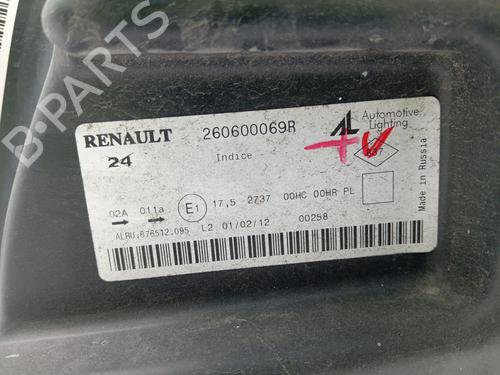 RENAULT 260600069R AL Automotive Lighting
24 Indice
02A 011a E1 17,5 2737 00HC 00HR PL
ALRU.676512.095 L2 01/02/12 00258
Made in Russia
B-PARTS